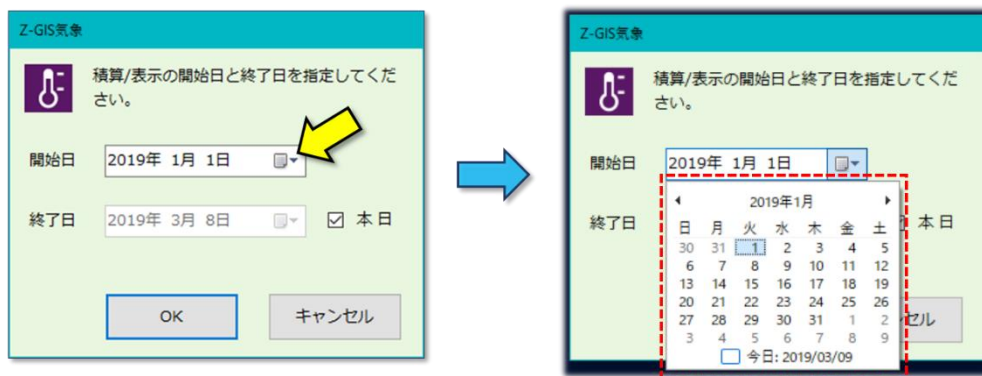 Z-GIS気象
積算/表示の開始日と終了日を指定してくだ
さい。
開始日 2019年 1月 1日
終了日 2019年 3月 8日 本日
OK キャンセル
Z-GIS気象
積算/表示の開始日と終了日を指定してくだ
さい。
開始日 2019年 1月 1日
2019年1月
終了日 本日
日 月 火 水 木 金 土
30 31 1 2 3 4 5
6 7 8 9 10 11 12
13 14 15 16 17 18 19
20 21 22 23 24 25 26
27 28 29 30 31 1 2
セル
3 4 5 6 7 8 9
今日: 2019/03/09